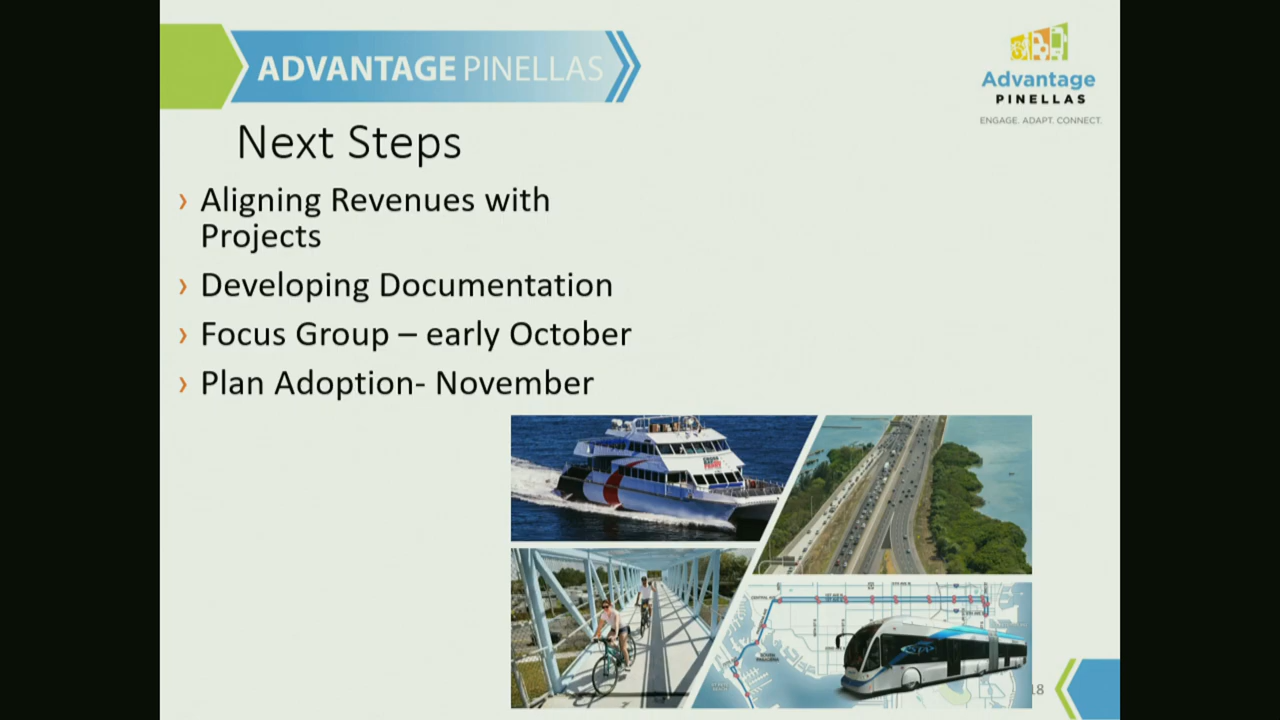 ADVANTAGE PINELLAS
Advantage
PINELLAS
ENGAGE. ADAPT. CONNECT.
Next Steps
› Aligning Revenues with
Projects
› Developing Documentation
› Focus Group – early October
› Plan Adoption- November
18